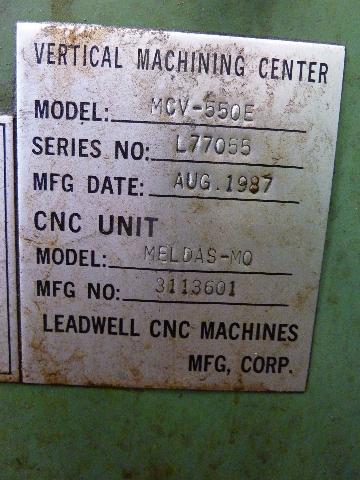 VERTICAL MACHINING CENTER
MODEL: MCV-550E
SERIES NO: L77055
MFG DATE: AUG.1987
CNC UNIT
MODEL: MELDAS-M0
MFG NO: 3113601
LEADWELL CNC MACHINES
MFG, CORP.